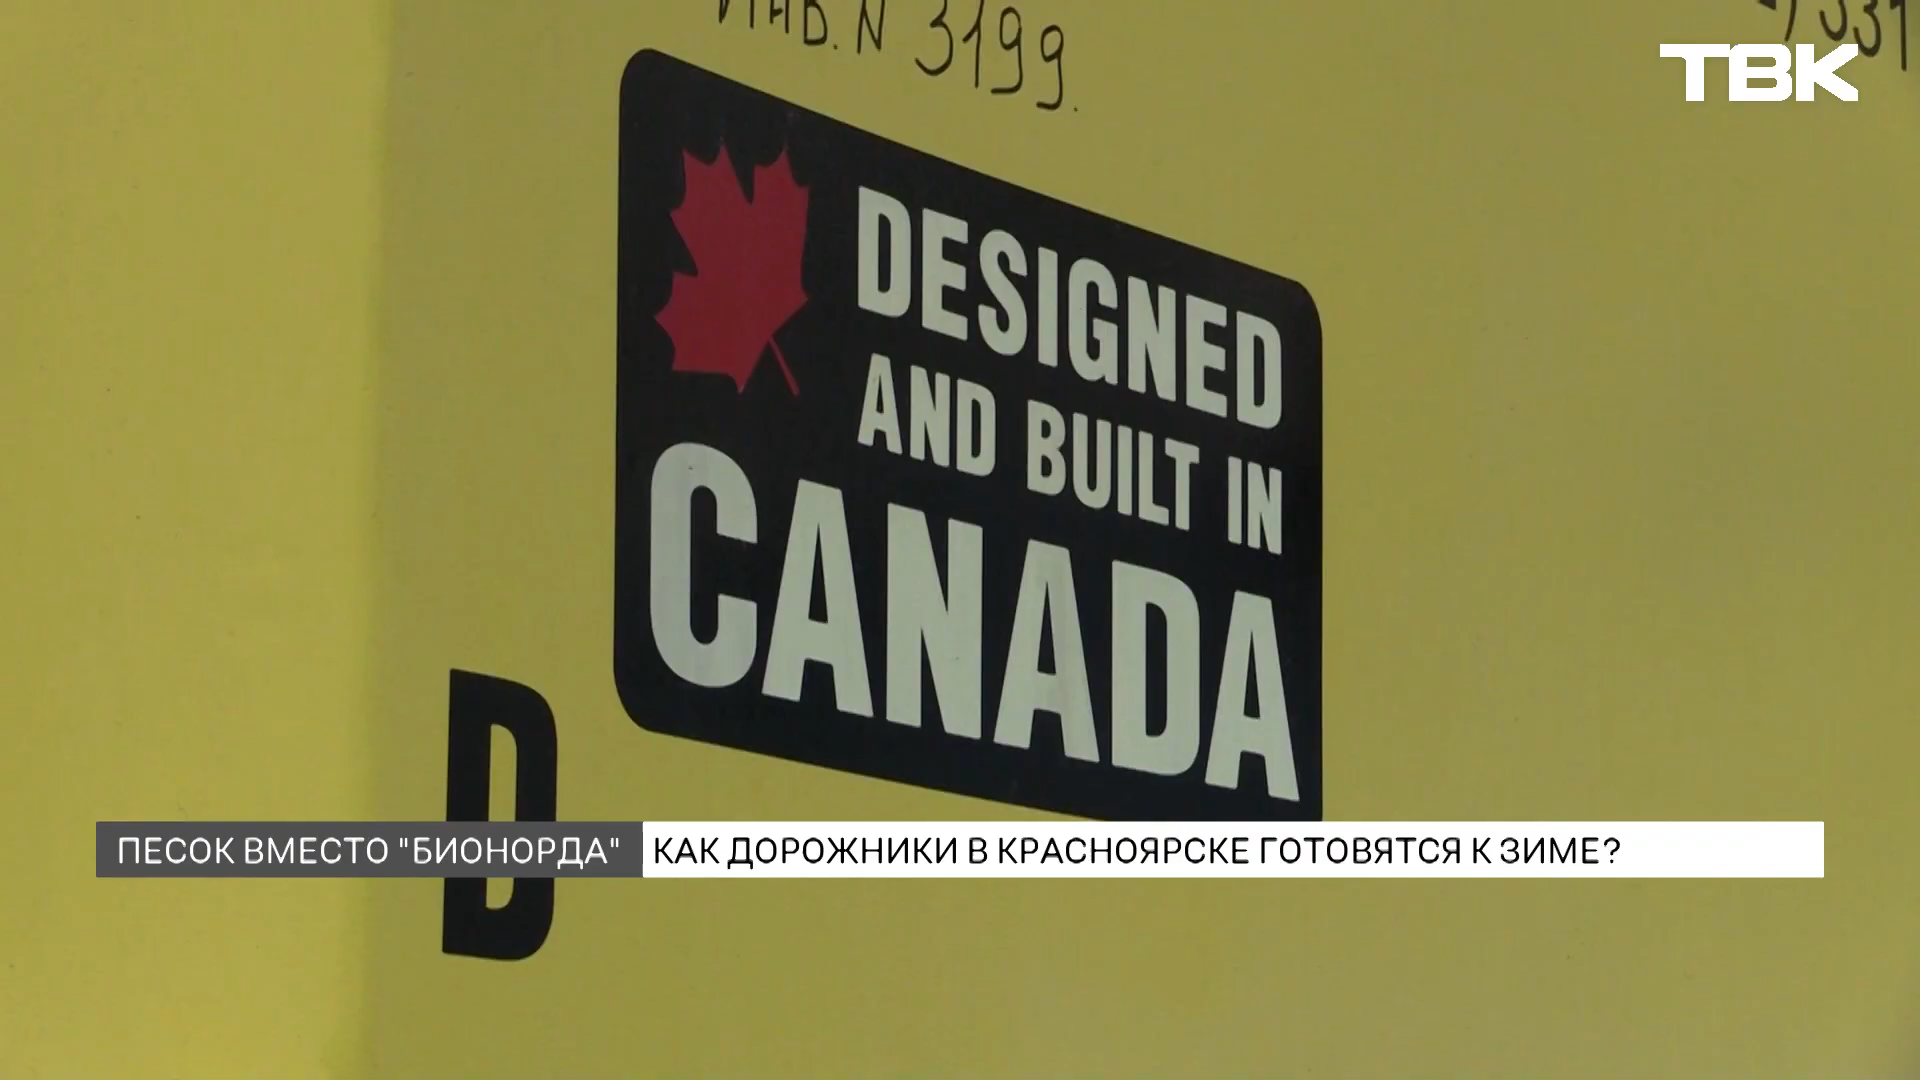 ИНВ. N 3199.
ТВК
DESIGNED
AND BUILT IN
CANADA
D
ПЕСОК ВМЕСТО "БИОНОРДА" КАК ДОРОЖНИКИ В КРАСНОЯРСКЕ ГОТОВЯТСЯ К ЗИМЕ?